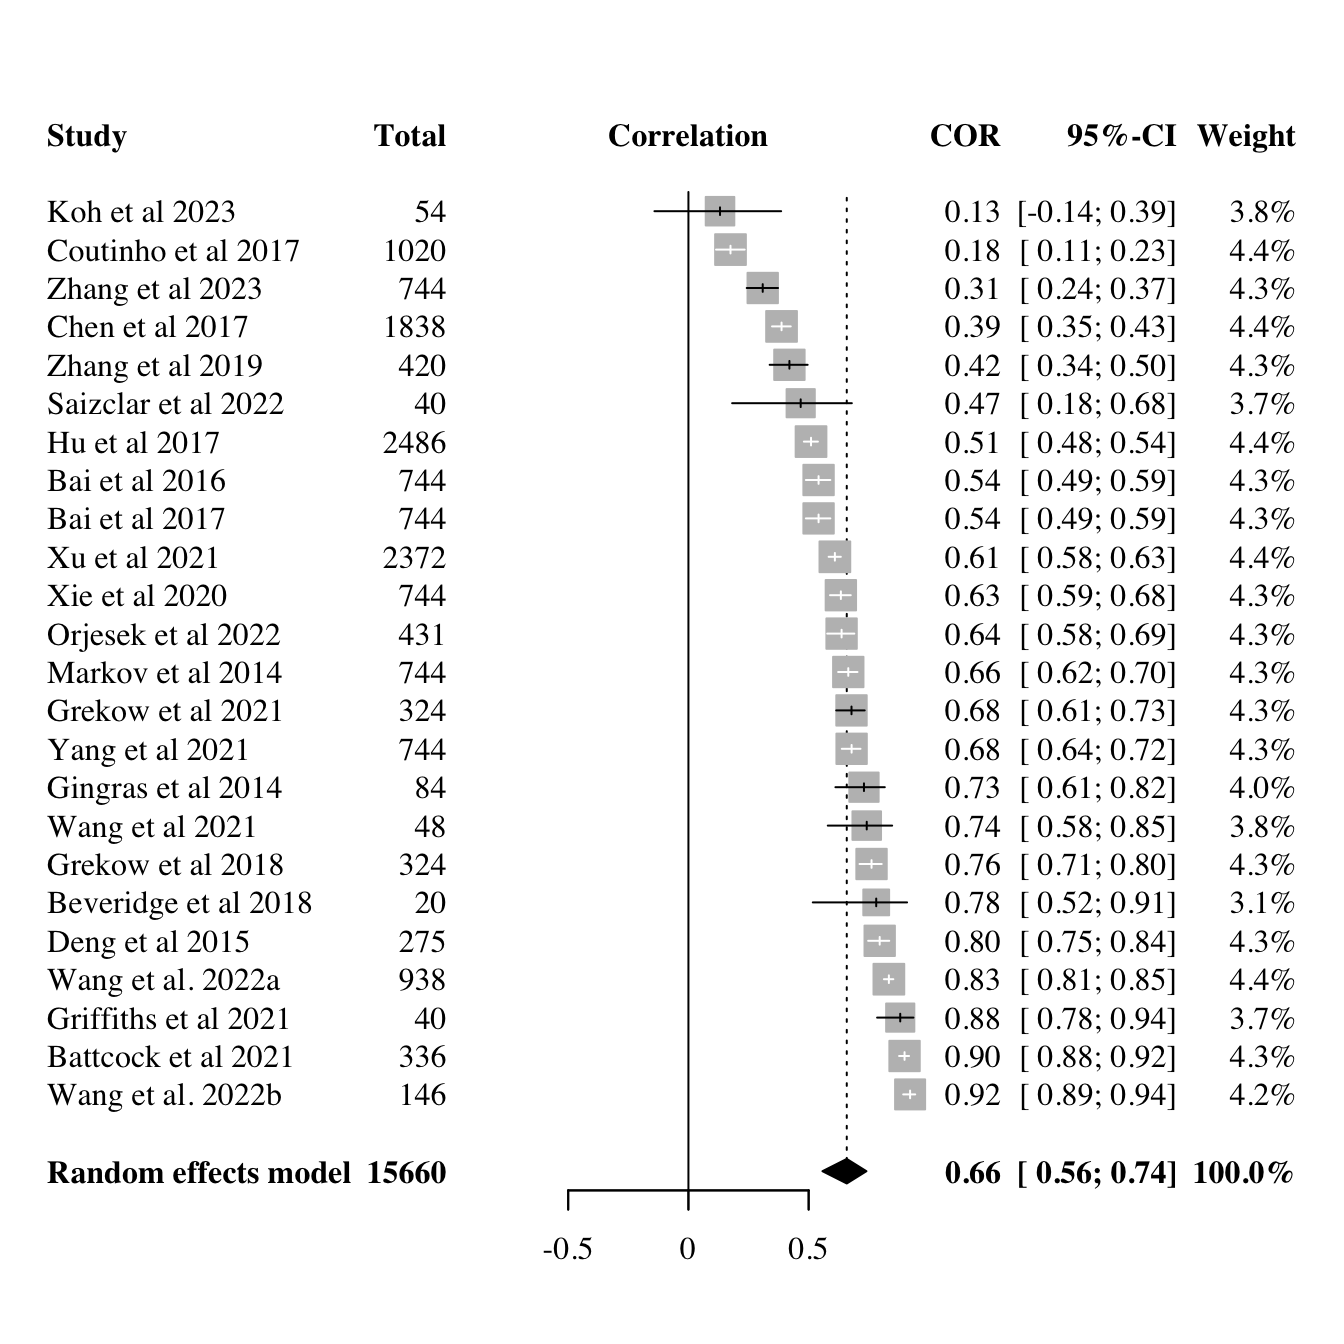 Study Total Correlation COR 95%-CI Weight
Koh et al 2023 54 0.13 [-0.14; 0.39] 3.8%
Coutinho et al 2017 1020 0.18 [ 0.11; 0.23] 4.4%
Zhang et al 2023 744 0.31 [ 0.24; 0.37] 4.3%
Chen et al 2017 1838 0.39 [ 0.35; 0.43] 4.4%
Zhang et al 2019 420 0.42 [ 0.34; 0.50] 4.3%
Saizclar et al 2022 40 0.47 [ 0.18; 0.68] 3.7%
Hu et al 2017 2486 0.51 [ 0.48; 0.54] 4.4%
Bai et al 2016 744 0.54 [ 0.49; 0.59] 4.3%
Bai et al 2017 744 0.54 [ 0.49; 0.59] 4.3%
Xu et al 2021 2372 0.61 [ 0.58; 0.63] 4.4%
Xie et al 2020 744 0.63 [ 0.59; 0.68] 4.3%
Orjesek et al 2022 431 0.64 [ 0.58; 0.69] 4.3%
Markov et al 2014 744 0.66 [ 0.62; 0.70] 4.3%
Grekow et al 2021 324 0.68 [ 0.61; 0.73] 4.3%
Yang et al 2021 744 0.68 [ 0.64; 0.72] 4.3%
Gingras et al 2014 84 0.73 [ 0.61; 0.82] 4.0%
Wang et al 2021 48 0.74 [ 0.58; 0.85] 3.8%
Grekow et al 2018 324 0.76 [ 0.71; 0.80] 4.3%
Beveridge et al 2018 20 0.78 [ 0.52; 0.91] 3.1%
Deng et al 2015 275 0.80 [ 0.75; 0.84] 4.3%
Wang et al. 2022a 938 0.83 [ 0.81; 0.85] 4.4%
Griffiths et al 2021 40 0.88 [ 0.78; 0.94] 3.7%
Battcock et al 2021 336 0.90 [ 0.88; 0.92] 4.3%
Wang et al. 2022b 146 0.92 [ 0.89; 0.94] 4.2%
Random effects model 15660 0.66 [ 0.56; 0.74] 100.0%
-0.5 0 0.5